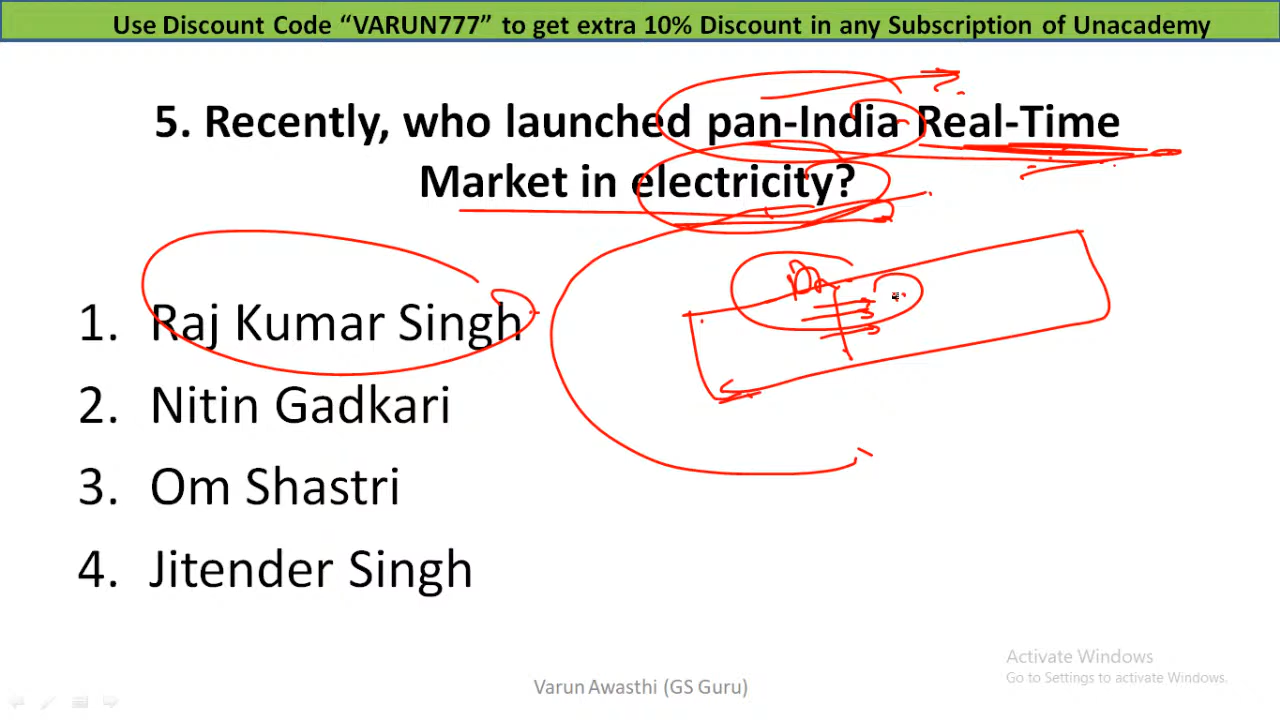 Use Discount Code “VARUN777” to get extra 10% Discount in any Subscription of Unacademy
5. Recently, who launched pan-India Real-Time
Market in electricity?
1. Raj Kumar Singh
2. Nitin Gadkari
3. Om Shastri
4. Jitender Singh
Activate Windows
Go to Settings to activate Windows.
Varun Awasthi (GS Guru)